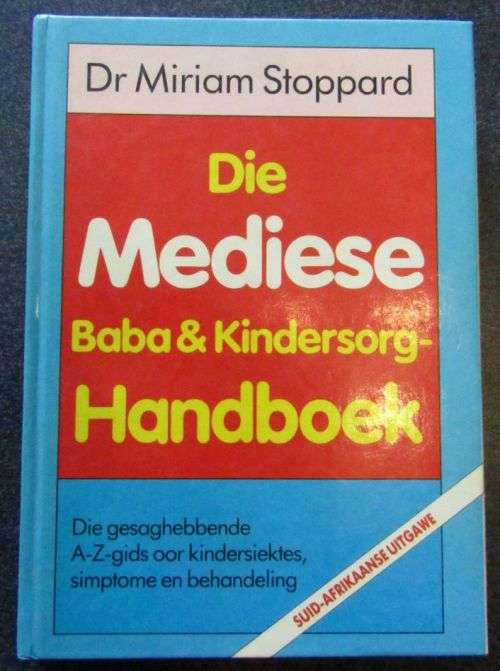 Dr Miriam Stoppard
Die
Mediese
Baba & Kindersorg-
Handboek
Die gesaghebbende
A-Z-gids oor kindersiektes,
simptome en behandeling
SUID-AFRIKAANSE UITGAWE